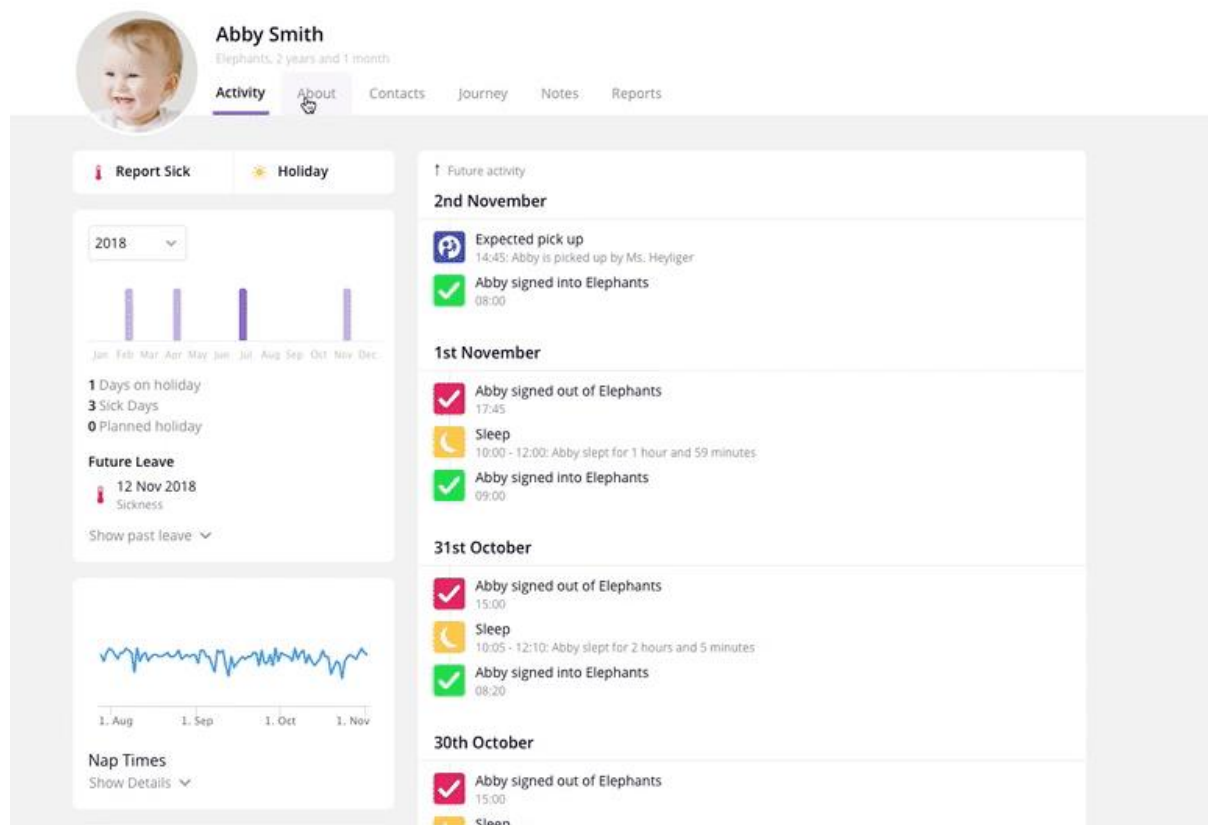 Abby Smith
Elephants, 2 years and 1 month
Activity About Contacts Journey Notes Reports
Report Sick Holiday
2018
Jan Feb Mar Apr May Jun Jul Aug Sep Oct Nov Dec
1 Days on holiday
3 Sick Days
0 Planned holiday
Future Leave
12 Nov 2018
Sickness
Show past leave
1. Aug 1. Sep 1. Oct 1. Nov
Nap Times
Show Details
↑ Future activity
2nd November
Expected pick up
14:45: Abby is picked up by Ms. Heyliger
Abby signed into Elephants
08:00
1st November
Abby signed out of Elephants
17:45
Sleep
10:00 - 12:00: Abby slept for 1 hour and 59 minutes
Abby signed into Elephants
09:00
31st October
Abby signed out of Elephants
15:00
Sleep
10:05 - 12:10: Abby slept for 2 hours and 5 minutes
Abby signed into Elephants
08:20
30th October
Abby signed out of Elephants
15:00
Sleep